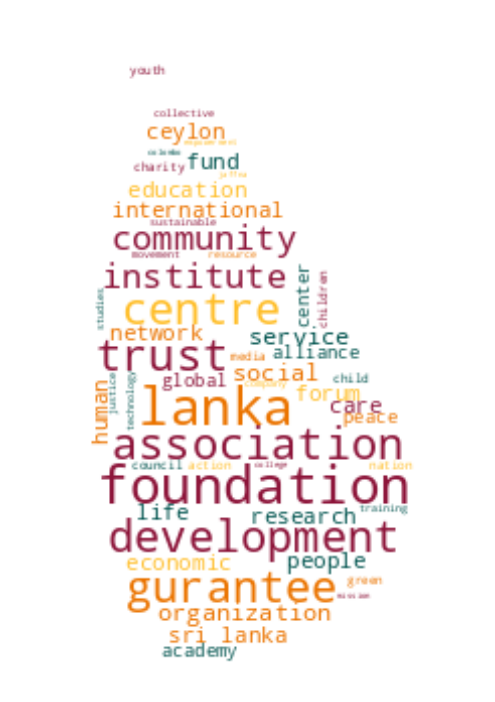 youth
collective
ceylon
empowerment
colombo
fund
charity
jaffna
education
international
sustainable
community
movement resource
institute
center
children
studies
centre
network
service
trust
media
alliance
social
global
company
child
human
justice
technology
forum
lanka
care
peace
association
council action college nation
foundation
life
training
research
development
economic
people
gurantee
green
mission
organization
sri lanka
academy